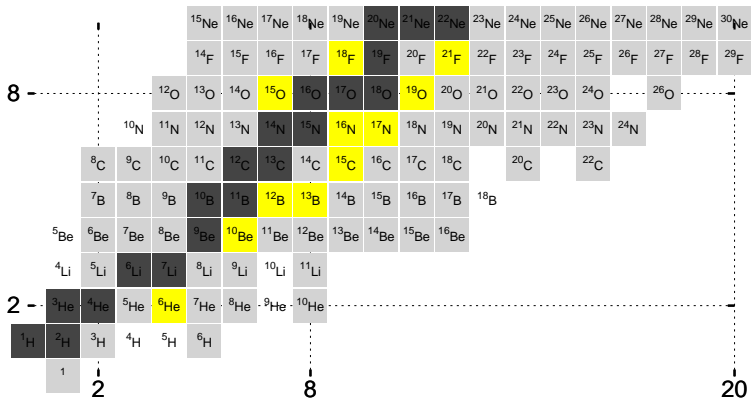 ¹⁵Ne ¹⁶Ne ¹⁷Ne ¹⁸Ne ¹⁹Ne ²⁰Ne ²¹Ne ²²Ne ²³Ne ²⁴Ne ²⁵Ne ²⁶Ne ²⁷Ne ²⁸Ne ²⁹Ne ³⁰Ne
¹⁴F ¹⁵F ¹⁶F ¹⁷F ¹⁸F ¹⁹F ²⁰F ²¹F ²²F ²³F ²⁴F ²⁵F ²⁶F ²⁷F ²⁸F ²⁹F
8 ¹²O ¹³O ¹⁴O ¹⁵O ¹⁶O ¹⁷O ¹⁸O ¹⁹O ²⁰O ²¹O ²²O ²³O ²⁴O ²⁶O
¹⁰N ¹¹N ¹²N ¹³N ¹⁴N ¹⁵N ¹⁶N ¹⁷N ¹⁸N ¹⁹N ²⁰N ²¹N ²²N ²³N ²⁴N
⁸C ⁹C ¹⁰C ¹¹C ¹²C ¹³C ¹⁴C ¹⁵C ¹⁶C ¹⁷C ¹⁸C ²⁰C ²²C
⁷B ⁸B ⁹B ¹⁰B ¹¹B ¹²B ¹³B ¹⁴B ¹⁵B ¹⁶B ¹⁷B ¹⁸B
⁵Be ⁶Be ⁷Be ⁸Be ⁹Be ¹⁰Be ¹¹Be ¹²Be ¹³Be ¹⁴Be ¹⁵Be ¹⁶Be
⁴Li ⁵Li ⁶Li ⁷Li ⁸Li ⁹Li ¹⁰Li ¹¹Li
2 ³He ⁴He ⁵He ⁶He ⁷He ⁸He ⁹He ¹⁰He
¹H ²H ³H ⁴H ⁵H ⁶H
¹
2 8 20